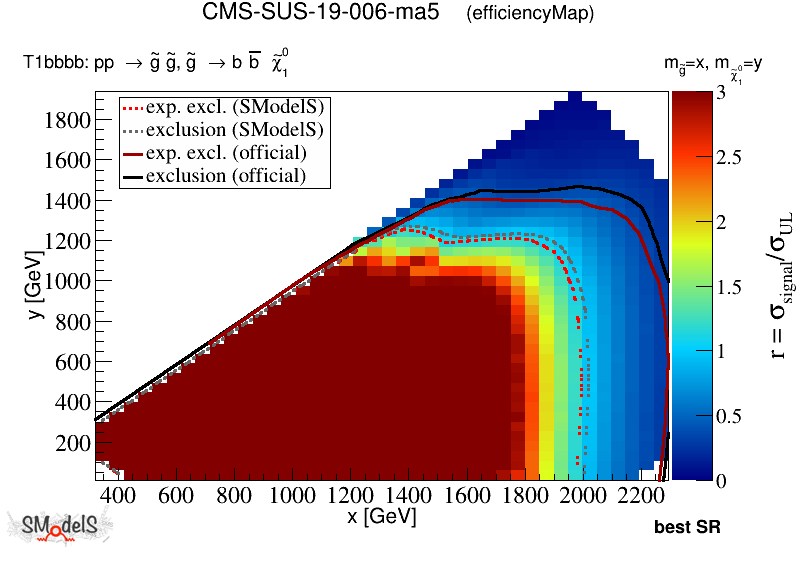 CMS-SUS-19-006-ma5 (efficiencyMap)
T1bbbb: pp → g̃ g̃, g̃ → b b̅ χ̃₁⁰
m_g̃=x, m_χ̃₁⁰=y
exp. excl. (SModelS)
exclusion (SModelS)
exp. excl. (official)
exclusion (official)
1800
1600
1400
1200
1000
800
600
400
200
y [GeV]
400 600 800 1000 1200 1400 1600 1800 2000 2200
x [GeV]
3
2.5
2
1.5
1
0.5
0
r = σ_signal/σ_UL
SModelS
best SR